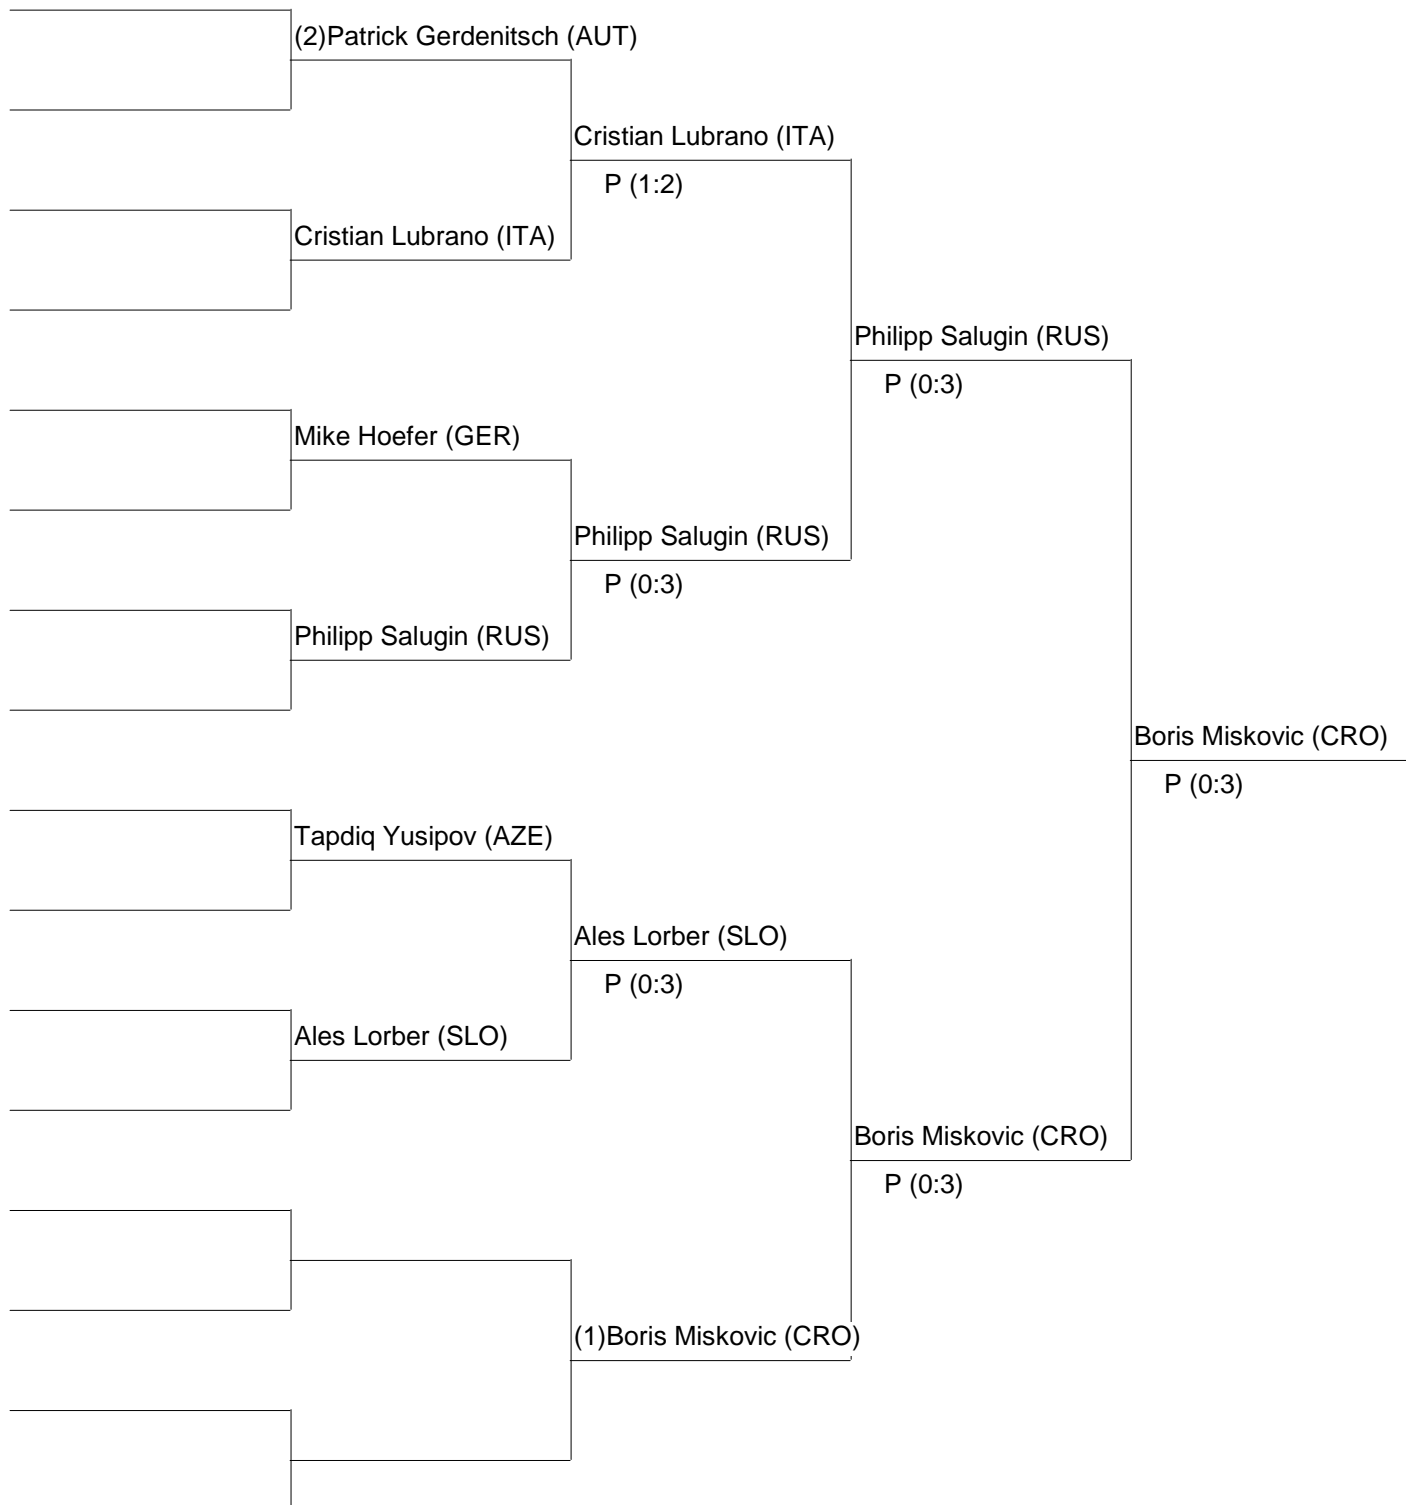 (2)Patrick Gerdenitsch (AUT)
Cristian Lubrano (ITA)
P (1:2)
Cristian Lubrano (ITA)
Philipp Salugin (RUS)
P (0:3)
Mike Hoefer (GER)
Philipp Salugin (RUS)
P (0:3)
Philipp Salugin (RUS)
Boris Miskovic (CRO)
P (0:3)
Tapdiq Yusipov (AZE)
Ales Lorber (SLO)
P (0:3)
Ales Lorber (SLO)
Boris Miskovic (CRO)
P (0:3)
(1)Boris Miskovic (CRO)